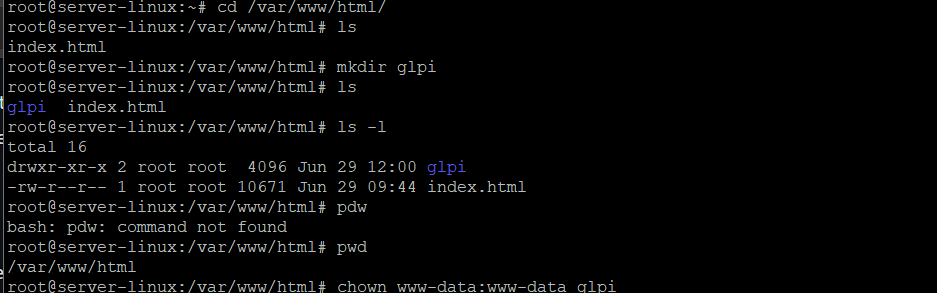 root@server-linux:~# cd /var/www/html/
root@server-linux:/var/www/html# ls
index.html
root@server-linux:/var/www/html# mkdir glpi
root@server-linux:/var/www/html# ls
glpi  index.html
root@server-linux:/var/www/html# ls -l
total 16
drwxr-xr-x 2 root root  4096 Jun 29 12:00 glpi
-rw-r--r-- 1 root root 10671 Jun 29 09:44 index.html
root@server-linux:/var/www/html# pdw
bash: pdw: command not found
root@server-linux:/var/www/html# pwd
/var/www/html
root@server-linux:/var/www/html# chown www-data:www-data glpi